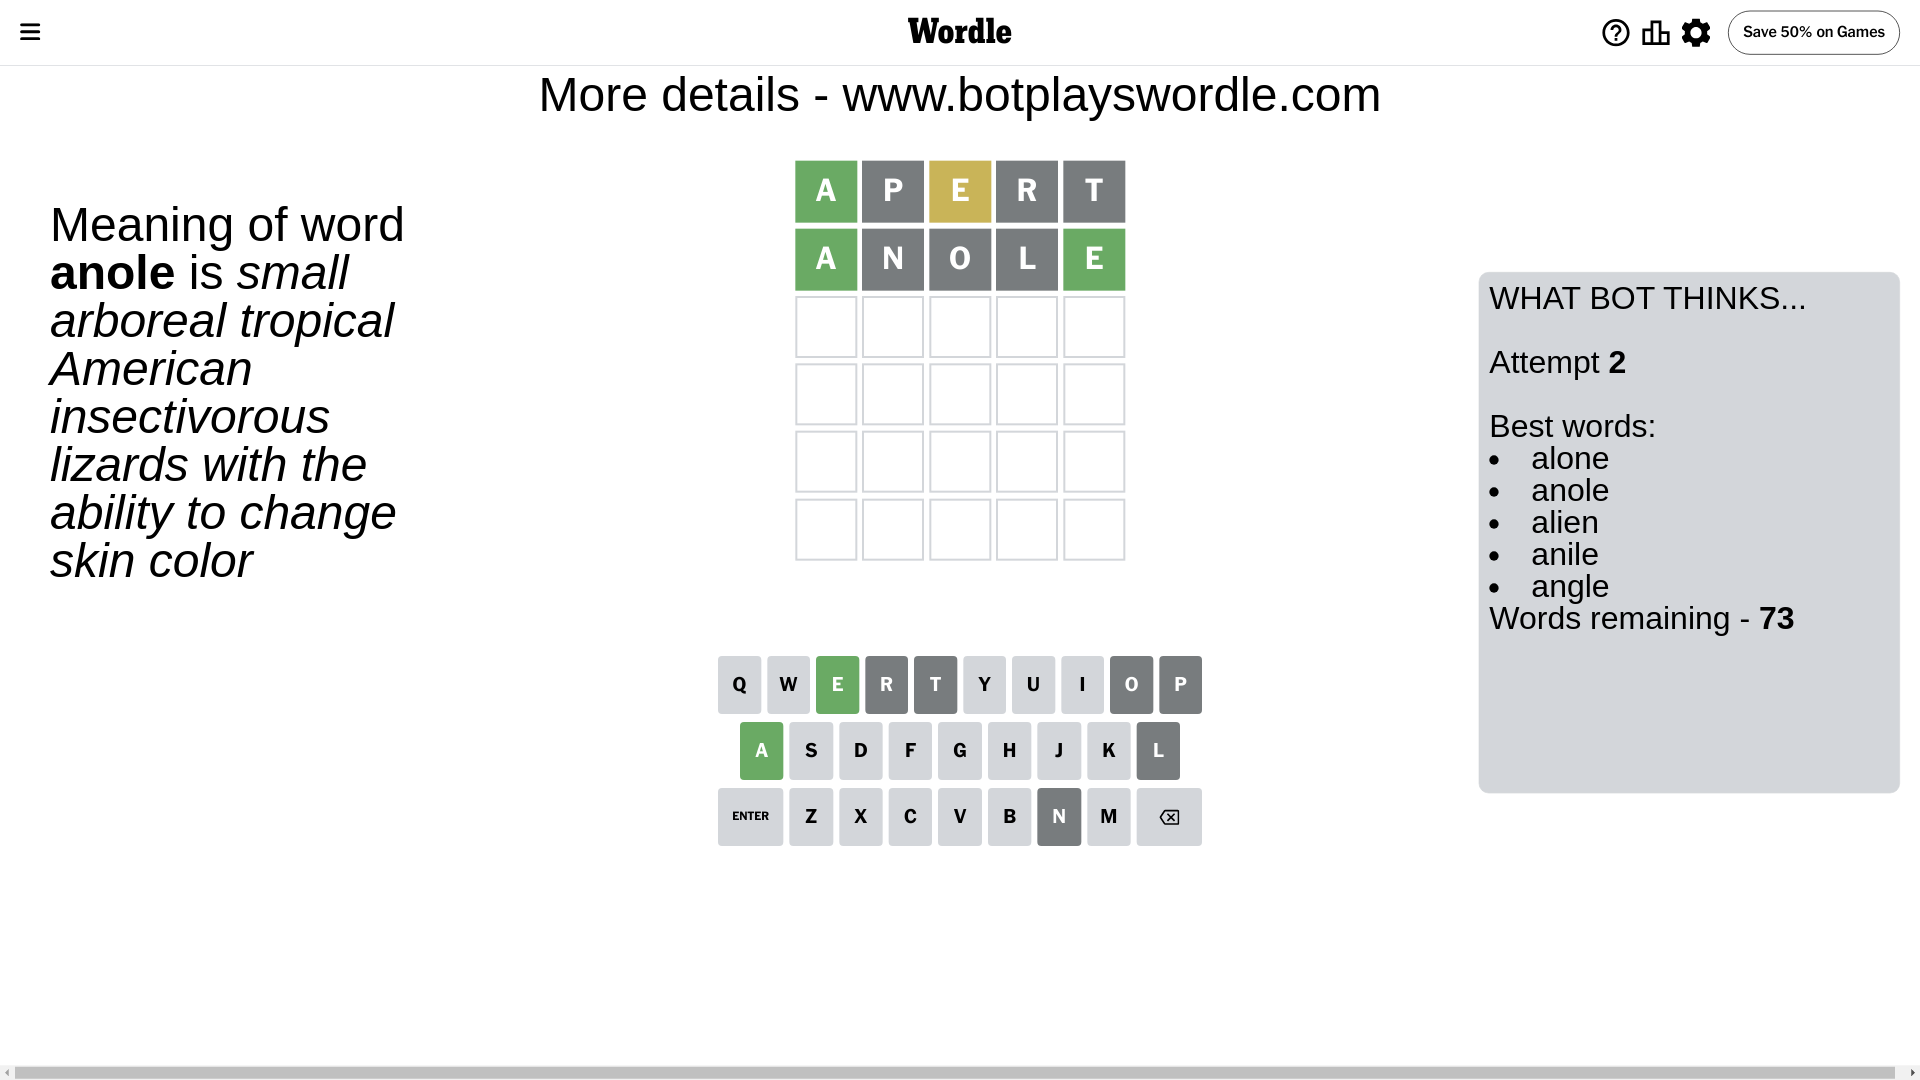 Wordle
Save 50% on Games
More details - www.botplayswordle.com
Meaning of word
anole is small
arboreal tropical
American
insectivorous
lizards with the
ability to change
skin color
A P E R T
A N O L E
WHAT BOT THINKS...
Attempt 2
Best words:
• alone
• anole
• alien
• anile
• angle
Words remaining - 73
Q W E R T Y U I O P
A S D F G H J K L
ENTER Z X C V B N M